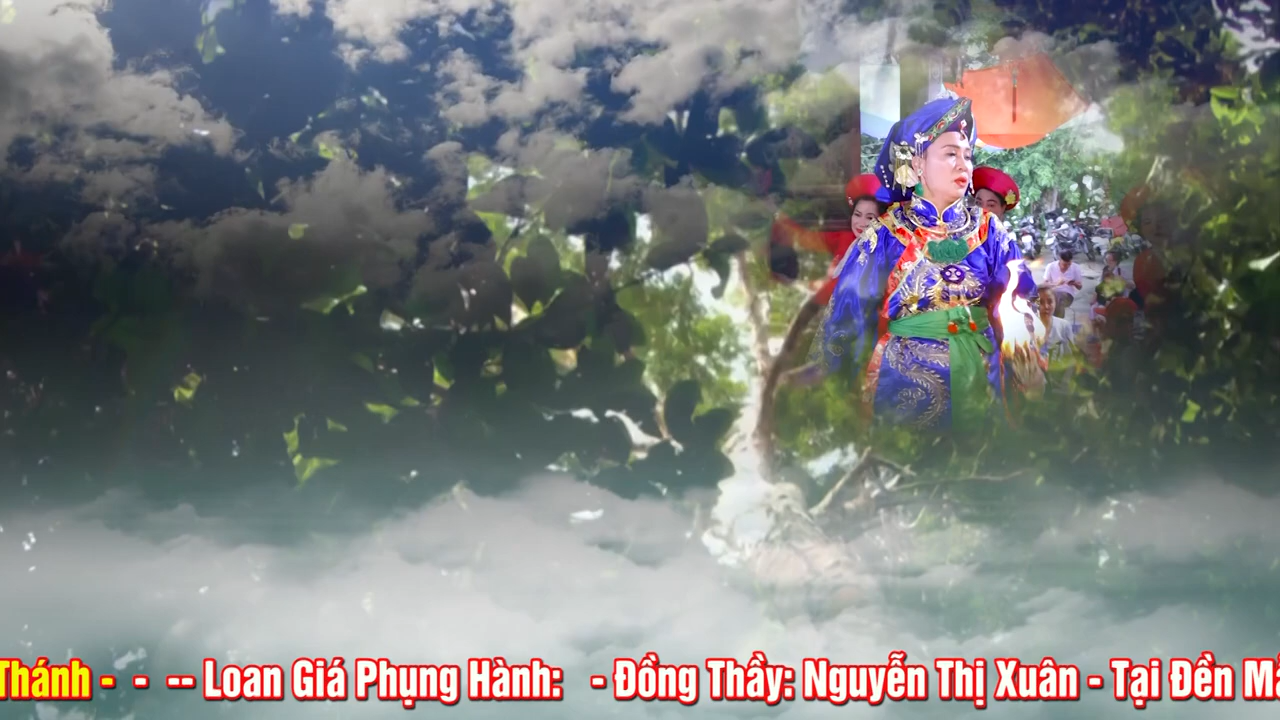 Thánh -  -  -- Loan Giá Phụng Hành:   - Đồng Thầy: Nguyễn Thị Xuân - Tại Đền